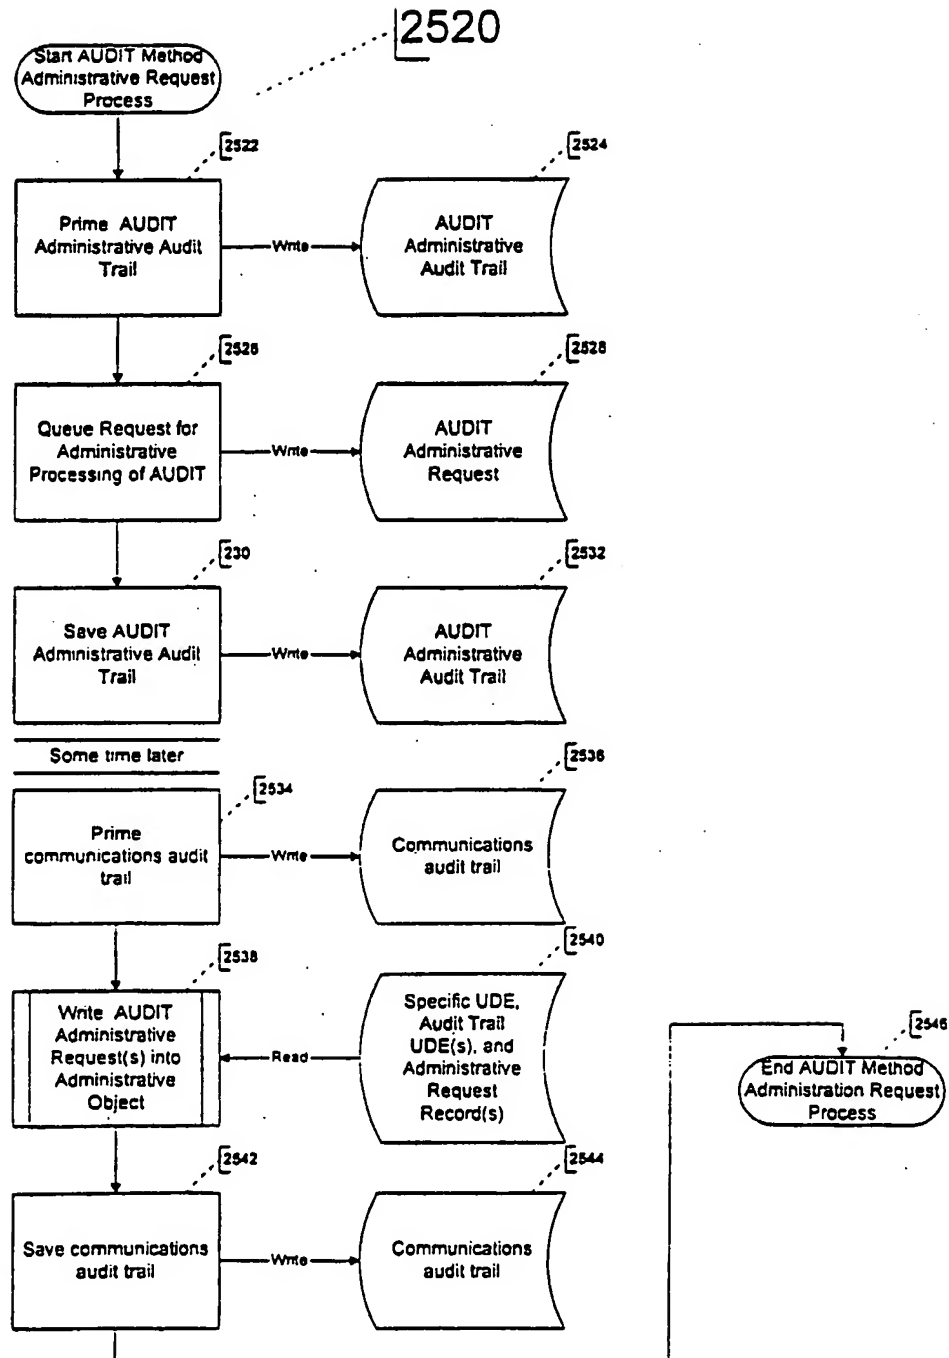 2520
Start AUDIT Method
Administrative Request
Process
2522
Prime AUDIT
Administrative Audit
Trail
Write
2524
AUDIT
Administrative
Audit Trail
2526
Queue Request for
Administrative
Processing of AUDIT
Write
2528
AUDIT
Administrative
Request
230
Save AUDIT
Administrative Audit
Trail
Write
2532
AUDIT
Administrative
Audit Trail
Some time later
2534
Prime
communications audit
trail
Write
2536
Communications
audit trail
2538
Write AUDIT
Administrative
Request(s) into
Administrative
Object
Read
2540
Specific UDE,
Audit Trail
UDE(s), and
Administrative
Request
Record(s)
2542
Save communications
audit trail
Write
2544
Communications
audit trail
2546
End AUDIT Method
Administration Request
Process